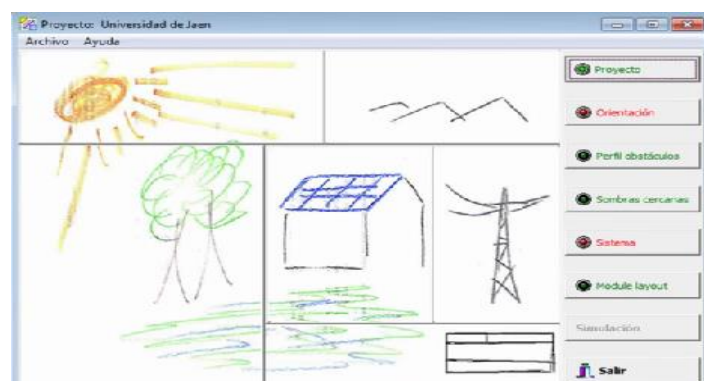 Proyecto: Universidad de Jaen
Archivo Ayuda
Proyecto
Orientación
Perfil obstáculos
Sombras cercanas
Sistema
Module layout
Simulación
Salir